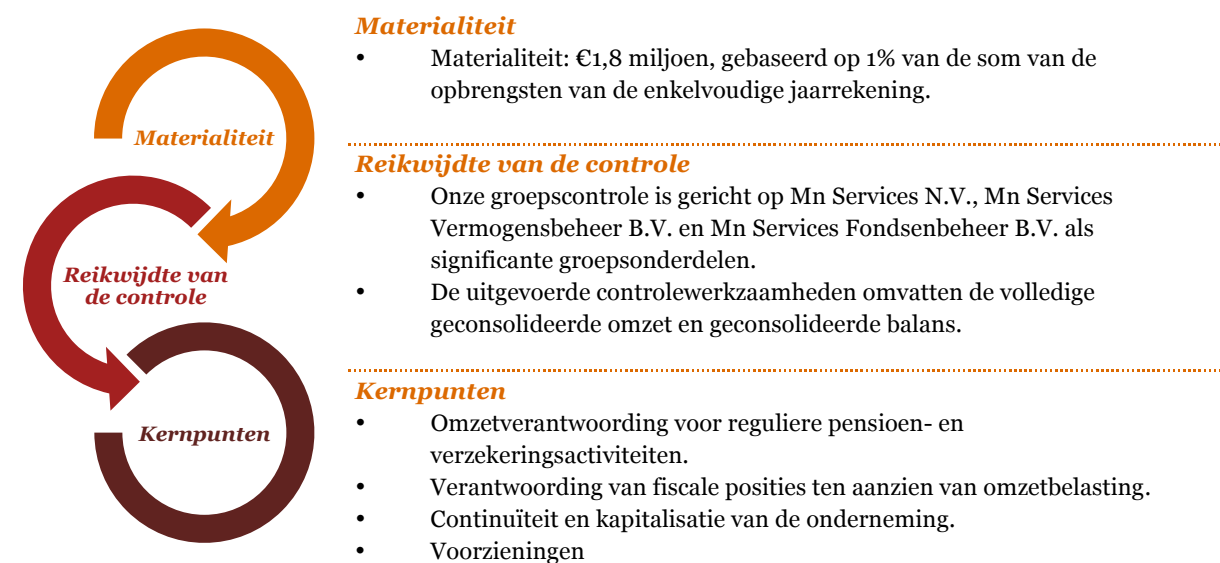 Materialiteit
Reikwijdte van
de controle
Kernpunten
Materialiteit
• Materialiteit: €1,8 miljoen, gebaseerd op 1% van de som van de
opbrengsten van de enkelvoudige jaarrekening.
Reikwijdte van de controle
• Onze groepscontrole is gericht op Mn Services N.V., Mn Services
Vermogensbeheer B.V. en Mn Services Fondsenbeheer B.V. als
significante groepsonderdelen.
• De uitgevoerde controlewerkzaamheden omvatten de volledige
geconsolideerde omzet en geconsolideerde balans.
Kernpunten
• Omzetverantwoording voor reguliere pensioen- en
verzekeringsactiviteiten.
• Verantwoording van fiscale posities ten aanzien van omzetbelasting.
• Continuïteit en kapitalisatie van de onderneming.
• Voorzieningen